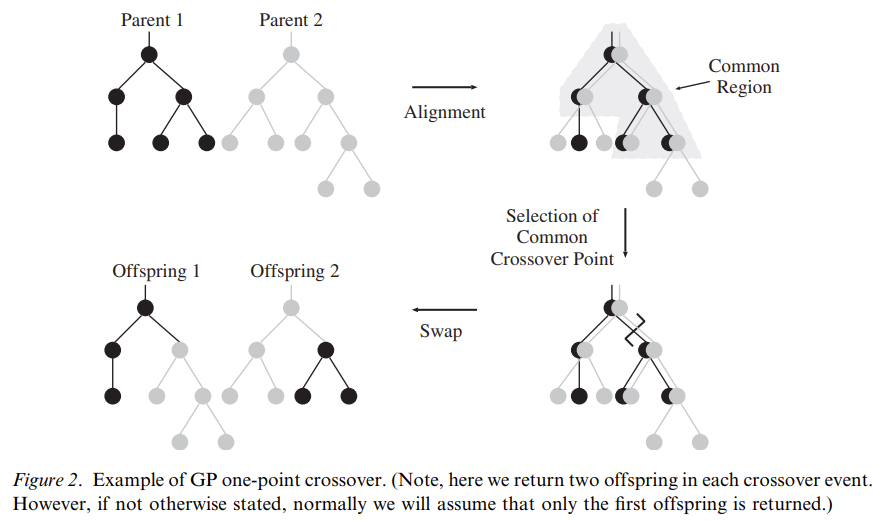 Parent 1
Parent 2
Alignment
Common
Region
Selection of
Common
Crossover Point
Offspring 1
Offspring 2
Swap
Figure 2. Example of GP one-point crossover. (Note, here we return two offspring in each crossover event.
However, if not otherwise stated, normally we will assume that only the first offspring is returned.)